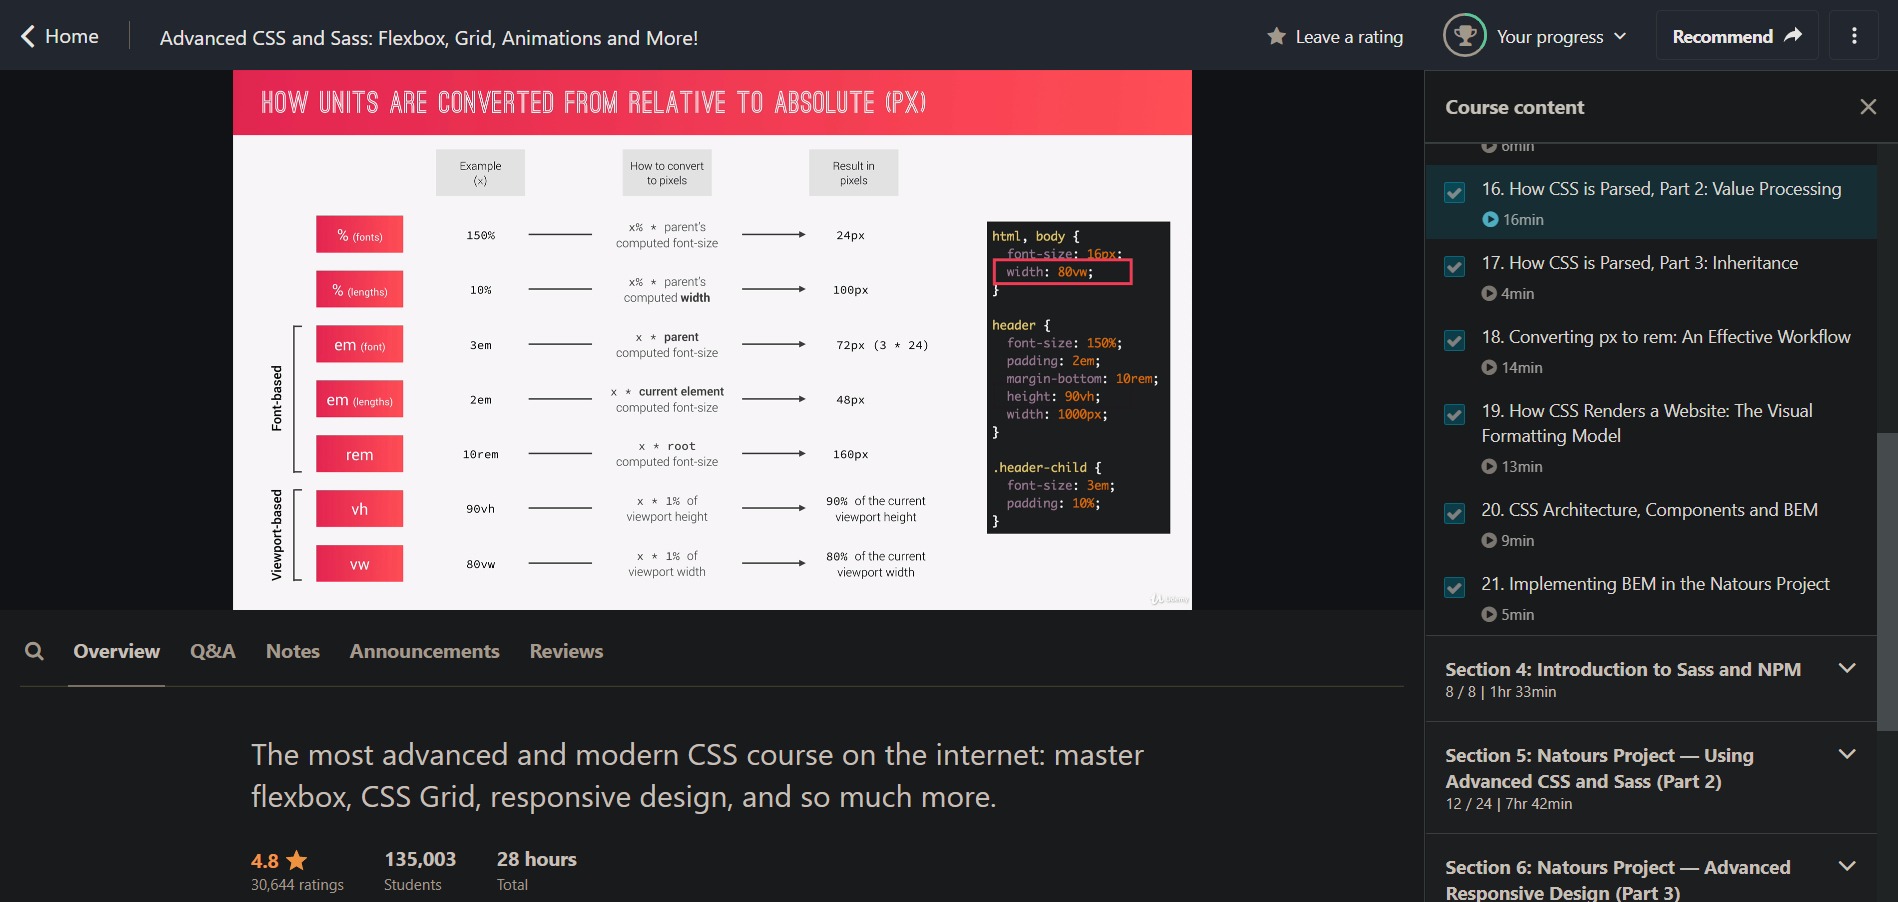 Home
Advanced CSS and Sass: Flexbox, Grid, Animations and More!
Leave a rating
Your progress
Recommend
HOW UNITS ARE CONVERTED FROM RELATIVE TO ABSOLUTE (PX)
Example
(x)
How to convert
to pixels
Result in
pixels
% (fonts)
150%
x% * parent's
computed font-size
24px
% (lengths)
10%
x% * parent's
computed width
100px
Font-based
em (font)
3em
x * parent
computed font-size
72px (3 * 24)
em (lengths)
2em
x * current element
computed font-size
48px
rem
10rem
x * root
computed font-size
160px
Viewport-based
vh
90vh
x * 1% of
viewport height
90% of the current
viewport height
vw
80vw
x * 1% of
viewport width
80% of the current
viewport width
html, body {
font-size: 16px;
width: 80vw;
}
header {
font-size: 150%;
padding: 2em;
margin-bottom: 10rem;
height: 90vh;
width: 1000px;
}
.header-child {
font-size: 3em;
padding: 10%;
}
Udemy
Overview
Q&A
Notes
Announcements
Reviews
The most advanced and modern CSS course on the internet: master
flexbox, CSS Grid, responsive design, and so much more.
4.8
30,644 ratings
135,003
Students
28 hours
Total
Course content
6min
16. How CSS is Parsed, Part 2: Value Processing
16min
17. How CSS is Parsed, Part 3: Inheritance
4min
18. Converting px to rem: An Effective Workflow
14min
19. How CSS Renders a Website: The Visual
Formatting Model
13min
20. CSS Architecture, Components and BEM
9min
21. Implementing BEM in the Natours Project
5min
Section 4: Introduction to Sass and NPM
8 / 8 | 1hr 33min
Section 5: Natours Project — Using
Advanced CSS and Sass (Part 2)
12 / 24 | 7hr 42min
Section 6: Natours Project — Advanced
Responsive Design (Part 3)